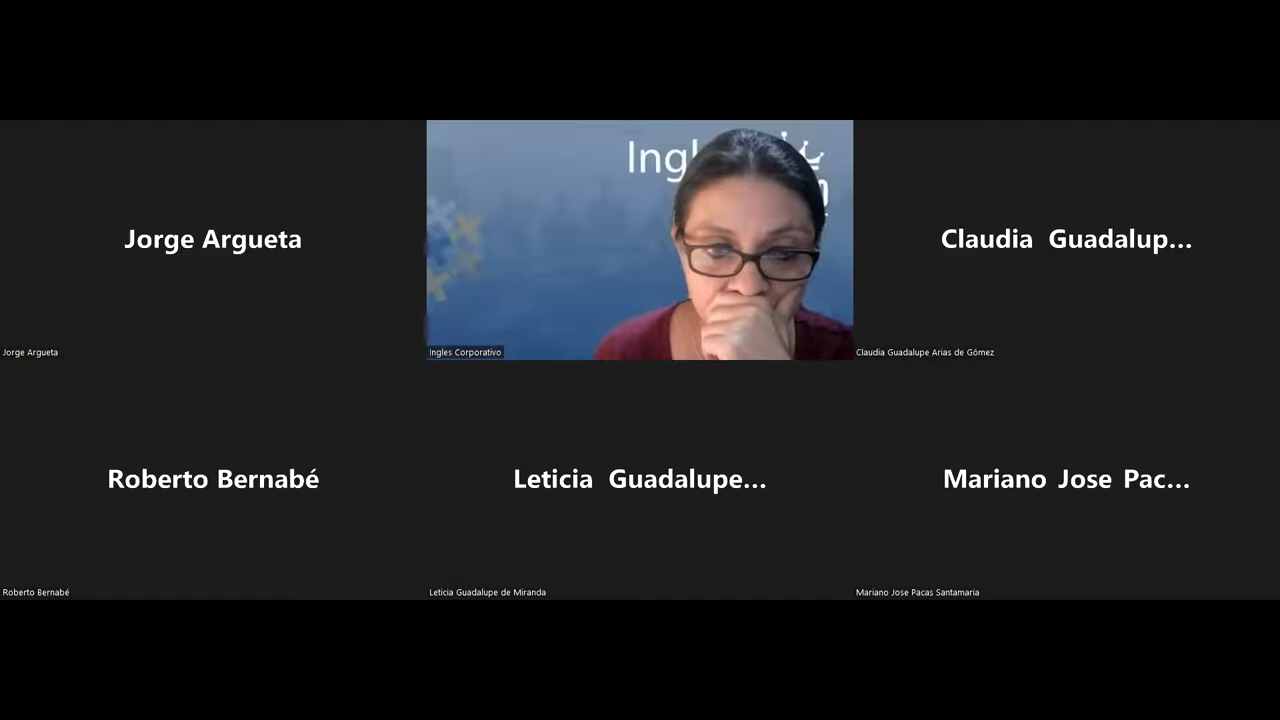 Jorge Argueta
Jorge Argueta
Ingl
Ingles Corporativo
Claudia Guadalup...
Claudia Guadalupe Arias de Gómez
Roberto Bernabé
Roberto Bernabé
Leticia Guadalupe...
Leticia Guadalupe de Miranda
Mariano Jose Pac...
Mariano Jose Pacas Santamaria